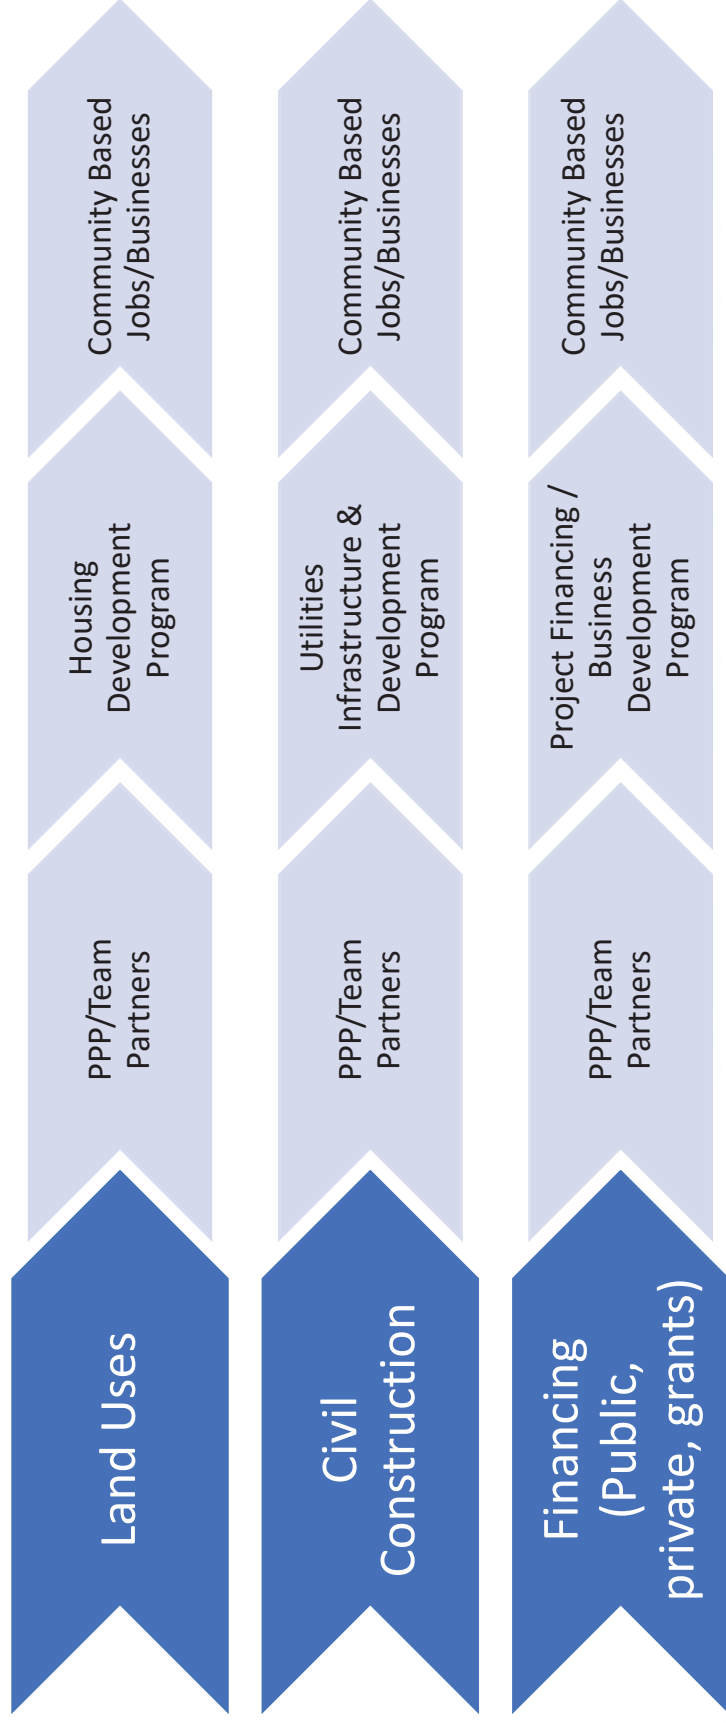 Land Uses
PPP/Team
Partners
Housing
Development
Program
Community Based
Jobs/Businesses
Civil
Construction
PPP/Team
Partners
Utilities
Infrastructure &
Development
Program
Community Based
Jobs/Businesses
Financing
(Public,
private, grants)
PPP/Team
Partners
Project Financing /
Business
Development
Program
Community Based
Jobs/Businesses